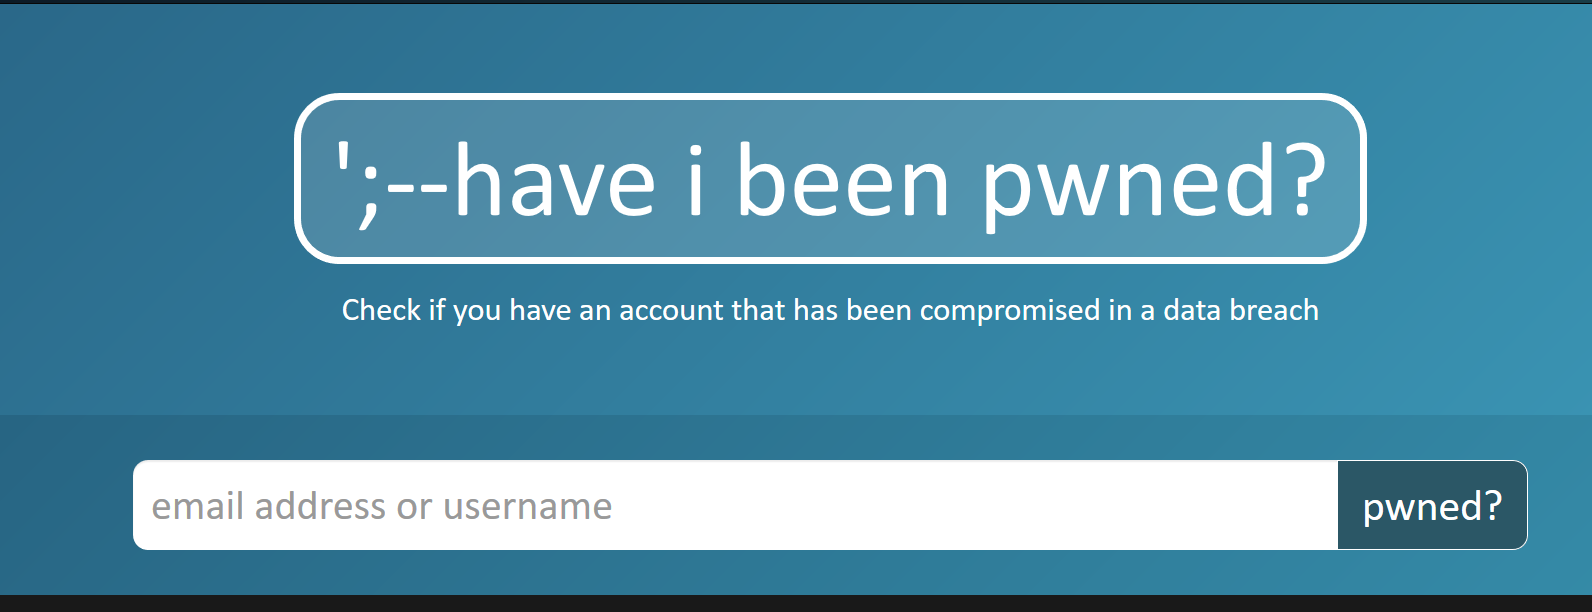 ';--have i been pwned?
Check if you have an account that has been compromised in a data breach
email address or username
pwned?